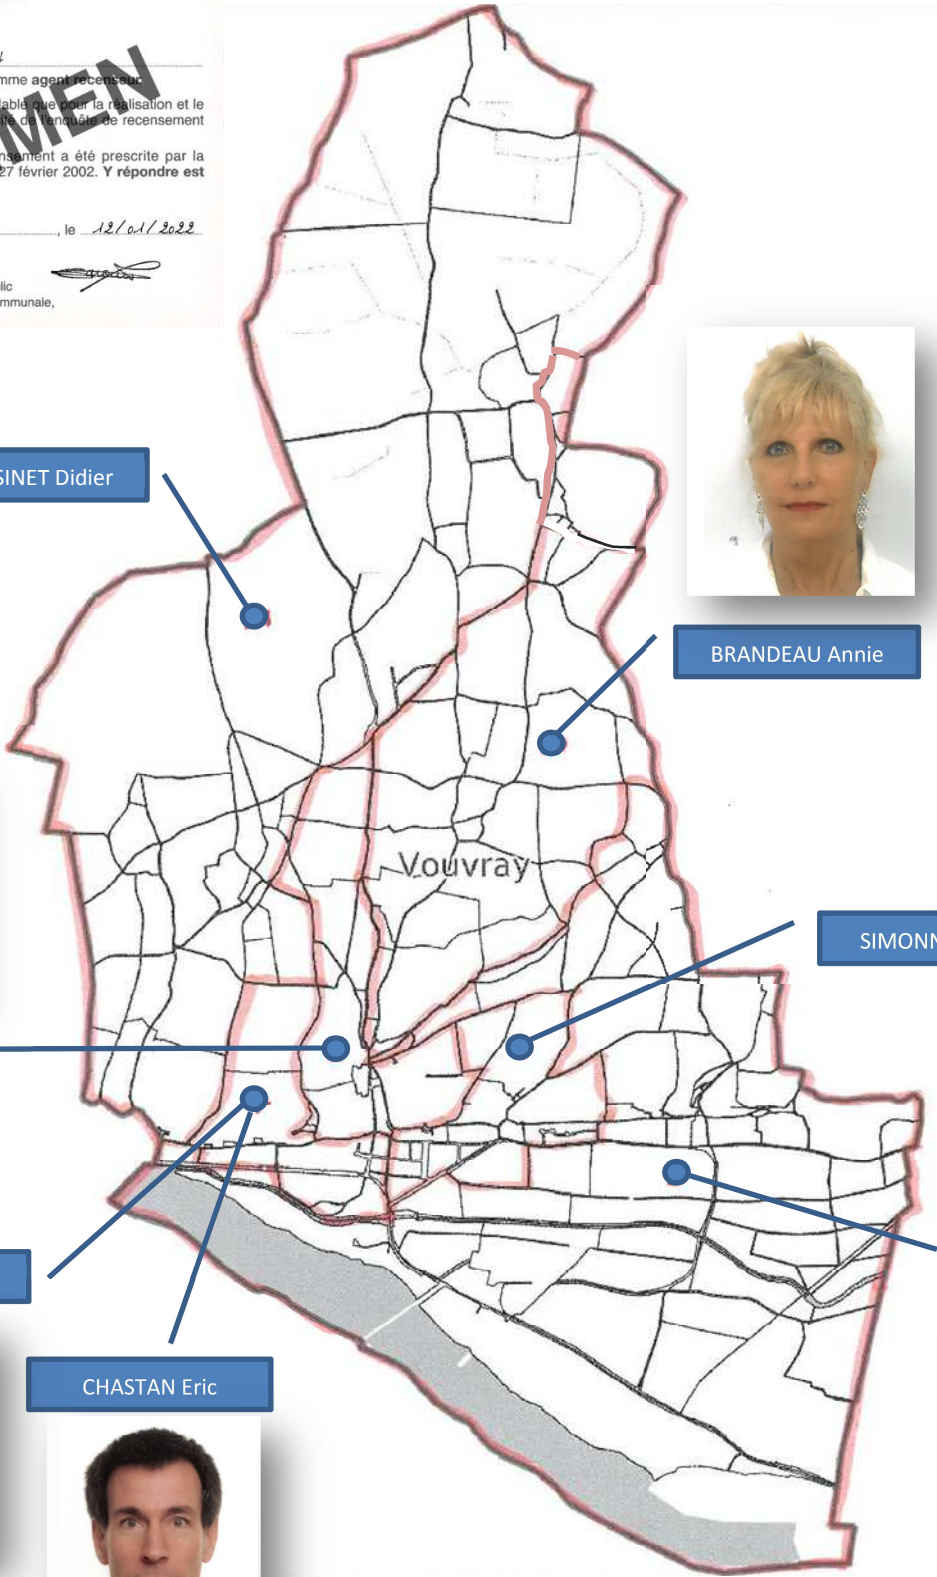 MEN
mme agent recenseur
lable que pour la réalisation et le
rité de l'enquête de recensement
nsement a été prescrite par la
27 février 2002. Y répondre est
, le 12/01/2022
lic
mmunale,
SINET Didier
BRANDEAU Annie
Vouvray
SIMONN
CHASTAN Eric